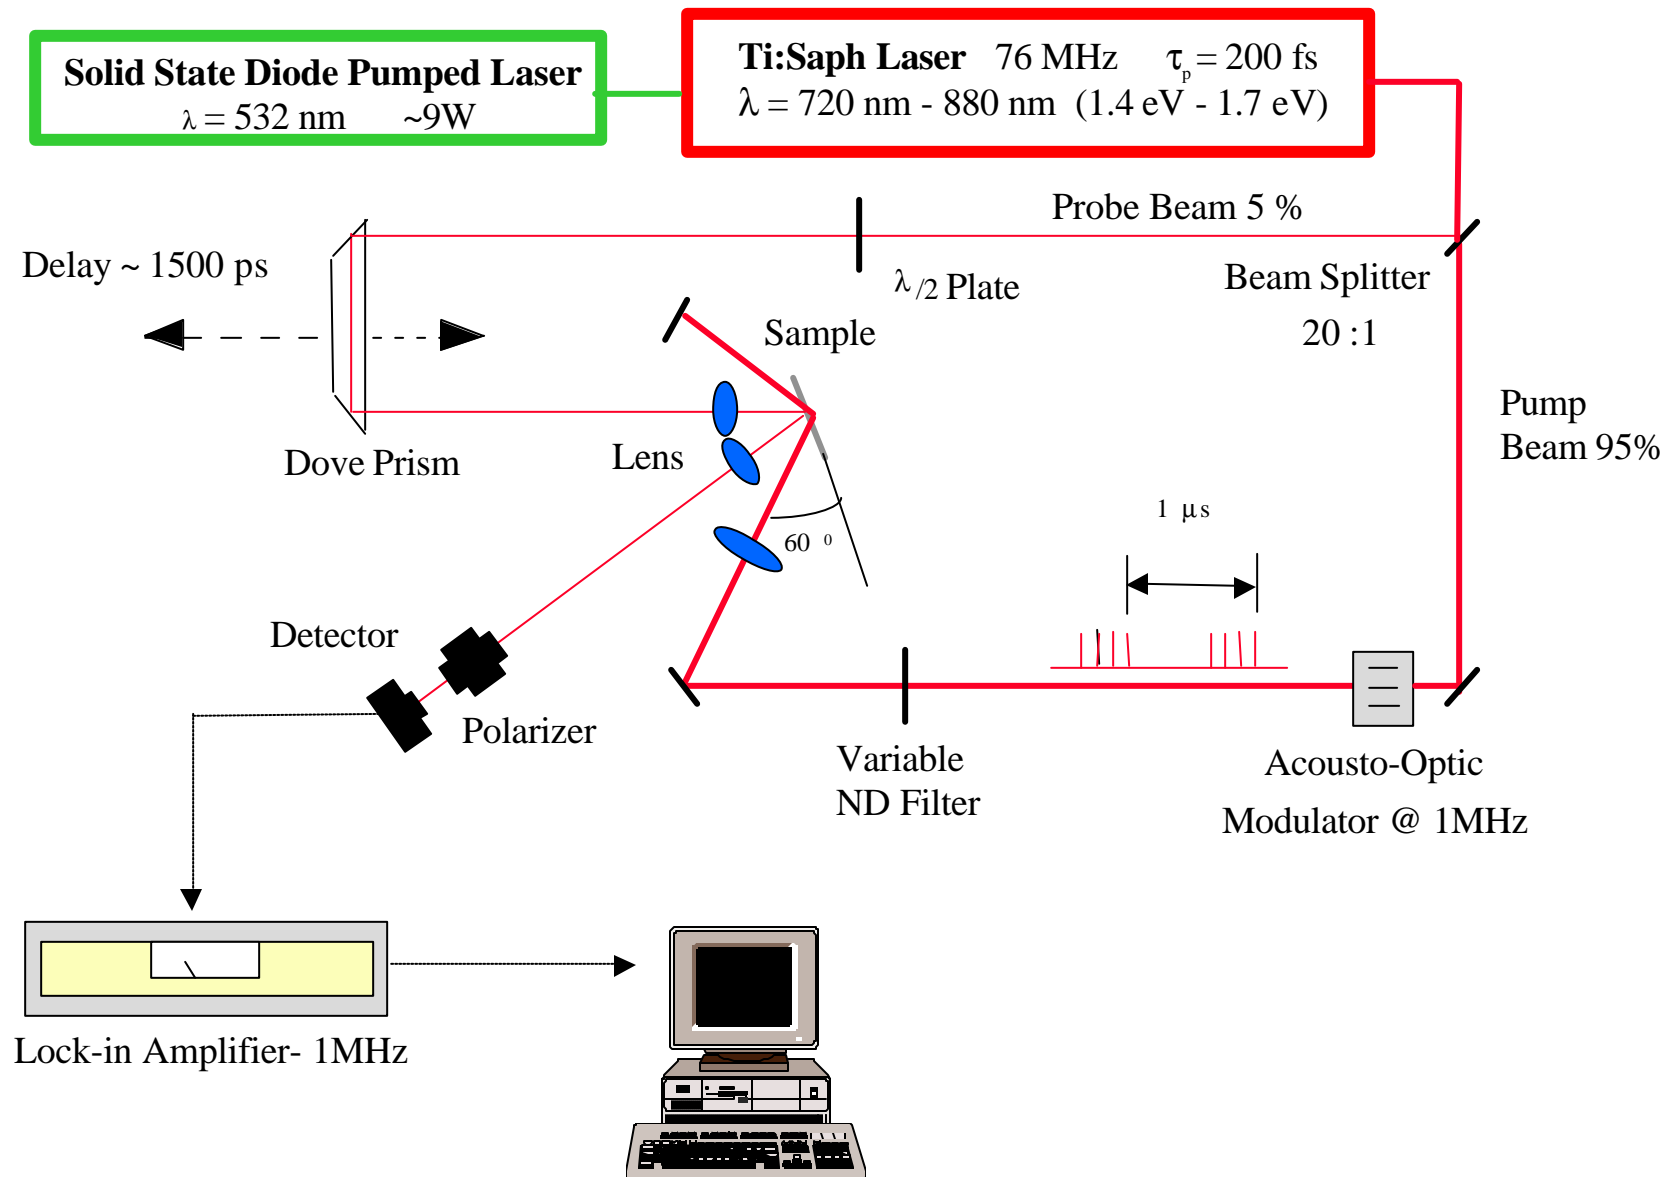 Solid State Diode Pumped Laser
λ = 532 nm ~9W
Ti:Saph Laser 76 MHz τp = 200 fs
λ = 720 nm - 880 nm (1.4 eV - 1.7 eV)
Probe Beam 5 %
Delay ~ 1500 ps
λ/2 Plate
Beam Splitter
20 :1
Sample
Pump
Beam 95%
Dove Prism
Lens
1 μs
60 0
Detector
Polarizer
Variable
ND Filter
Acousto-Optic
Modulator @ 1MHz
Lock-in Amplifier- 1MHz